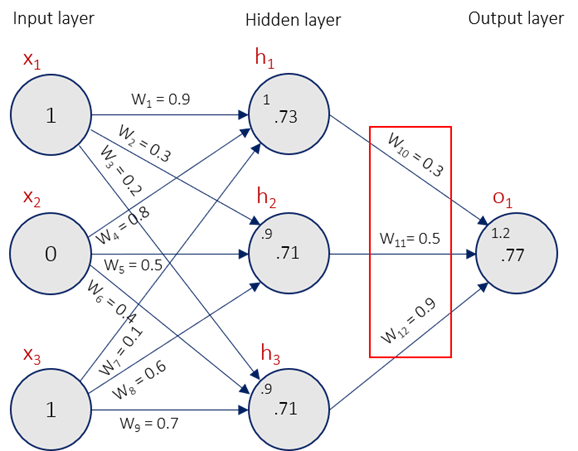 Input layer
Hidden layer
Output layer
x₁
h₁
1
W₁ = 0.9
1
.73
W₂ = 0.3
W₃ = 0.2
W₁₀ = 0.3
x₂
h₂
o₁
W₄ = 0.8
0
.9
.71
W₁₁= 0.5
1.2
.77
W₅ = 0.5
W₆ = 0.4
W₇ = 0.1
W₁₂ = 0.9
x₃
h₃
W₈ = 0.6
1
.9
.71
W₉ = 0.7